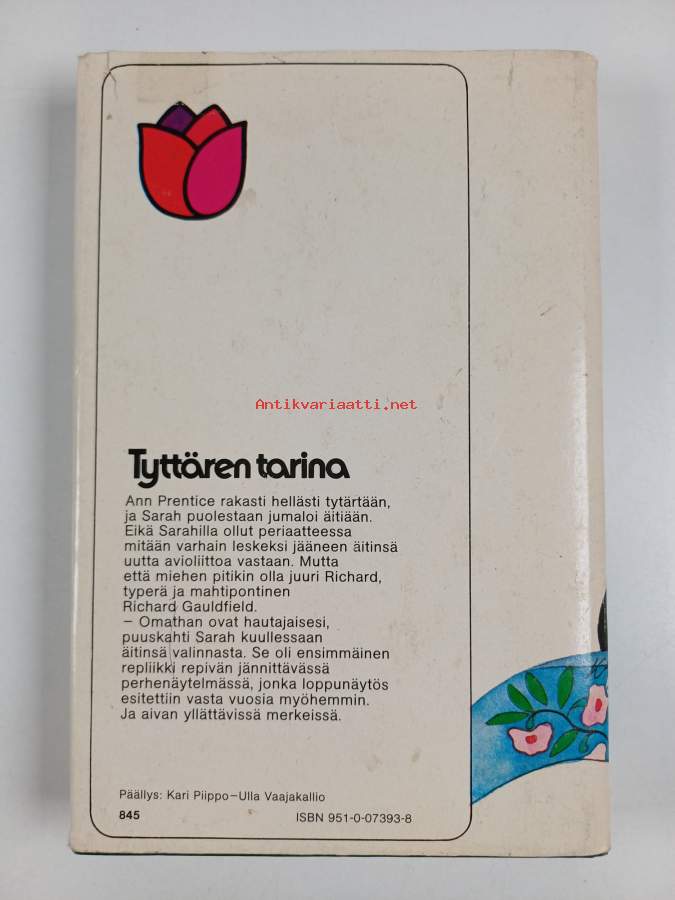 Antikvariaatti.net
Tyttären tarina
Ann Prentice rakasti hellästi tytärtään,
ja Sarah puolestaan jumaloi äitiään.
Eikä Sarahilla ollut periaatteessa
mitään varhain leskeksi jääneen äitinsä
uutta avioliittoa vastaan. Mutta
että miehen pitikin olla juuri Richard,
typerä ja mahtipontinen
Richard Gauldfield.
– Omathan ovat hautajaisesi,
puuskahti Sarah kuullessaan
äitinsä valinnasta. Se oli ensimmäinen
repliikki repivän jännittävässä
perhenäytelmässä, jonka loppunäytös
esitettiin vasta vuosia myöhemmin.
Ja aivan yllättävissä merkeissä.
Päällys: Kari Piippo–Ulla Vaajakallio
845 ISBN 951-0-07393-8